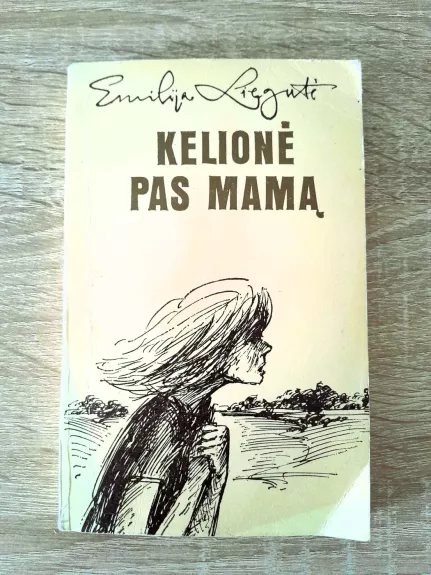 Emilija Liegutė
KELIONĖ
PAS MAMĄ